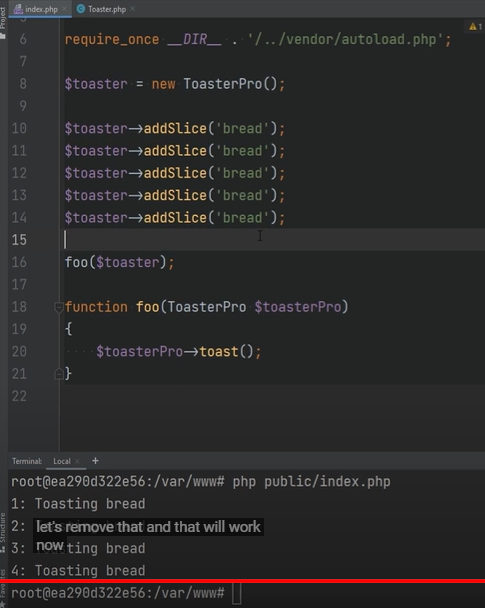 Project
index.php × Toaster.php ×
5
6 require_once __DIR__ . '/../vendor/autoload.php';
1
7
8 $toaster = new ToasterPro();
9
10 $toaster->addSlice('bread');
11 $toaster->addSlice('bread');
12 $toaster->addSlice('bread');
13 $toaster->addSlice('bread');
14 $toaster->addSlice('bread');
15
16 foo($toaster);
17
18 function foo(ToasterPro $toasterPro)
19 {
20 $toasterPro->toast();
21 }
22
Terminal: Local × +
root@ea290d322e56:/var/www# php public/index.php
1: Toasting bread
2:
let's remove that and that will work
now
3: bread
4: Toasting bread
root@ea290d322e56:/var/www#
Structure
Favorites